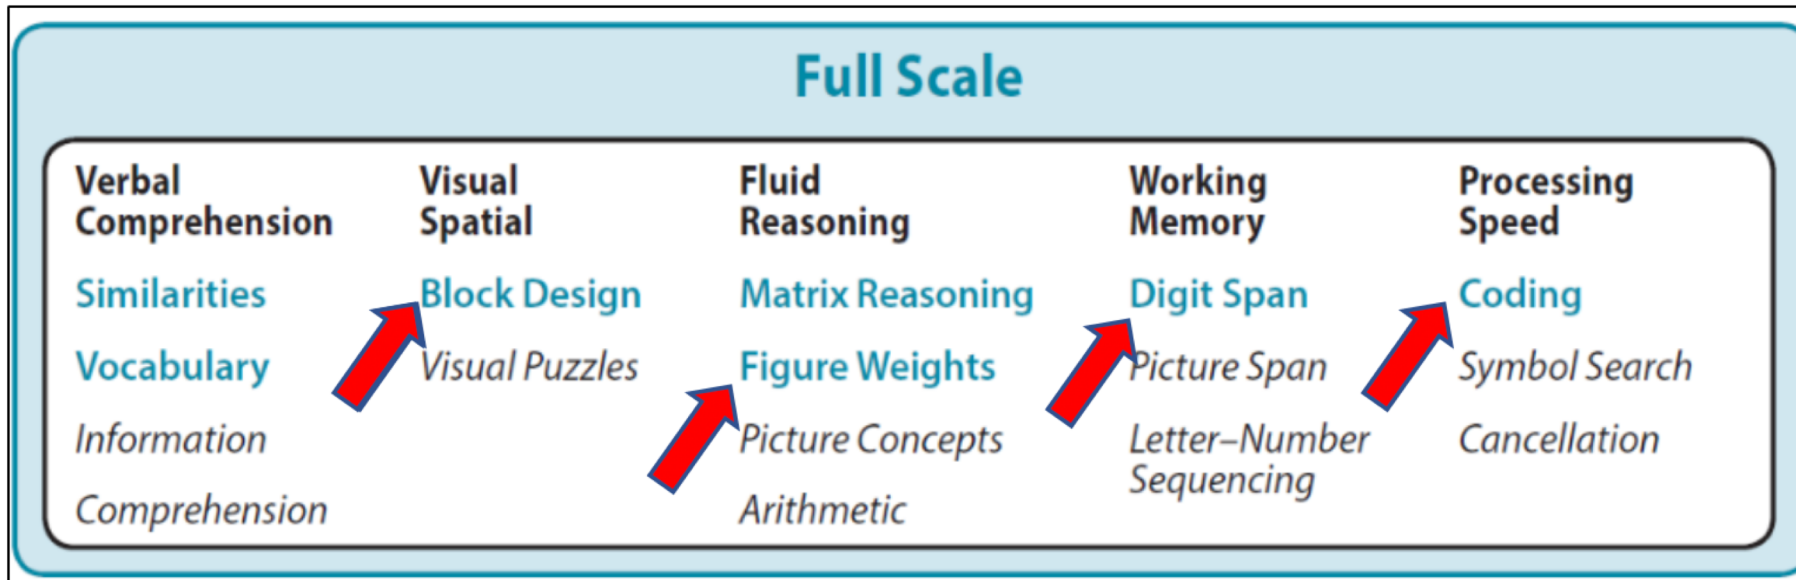 Full Scale
Verbal
Comprehension
Similarities
Vocabulary
Information
Comprehension
Visual
Spatial
Block Design
Visual Puzzles
Fluid
Reasoning
Matrix Reasoning
Figure Weights
Picture Concepts
Arithmetic
Working
Memory
Digit Span
Picture Span
Letter–Number
Sequencing
Processing
Speed
Coding
Symbol Search
Cancellation